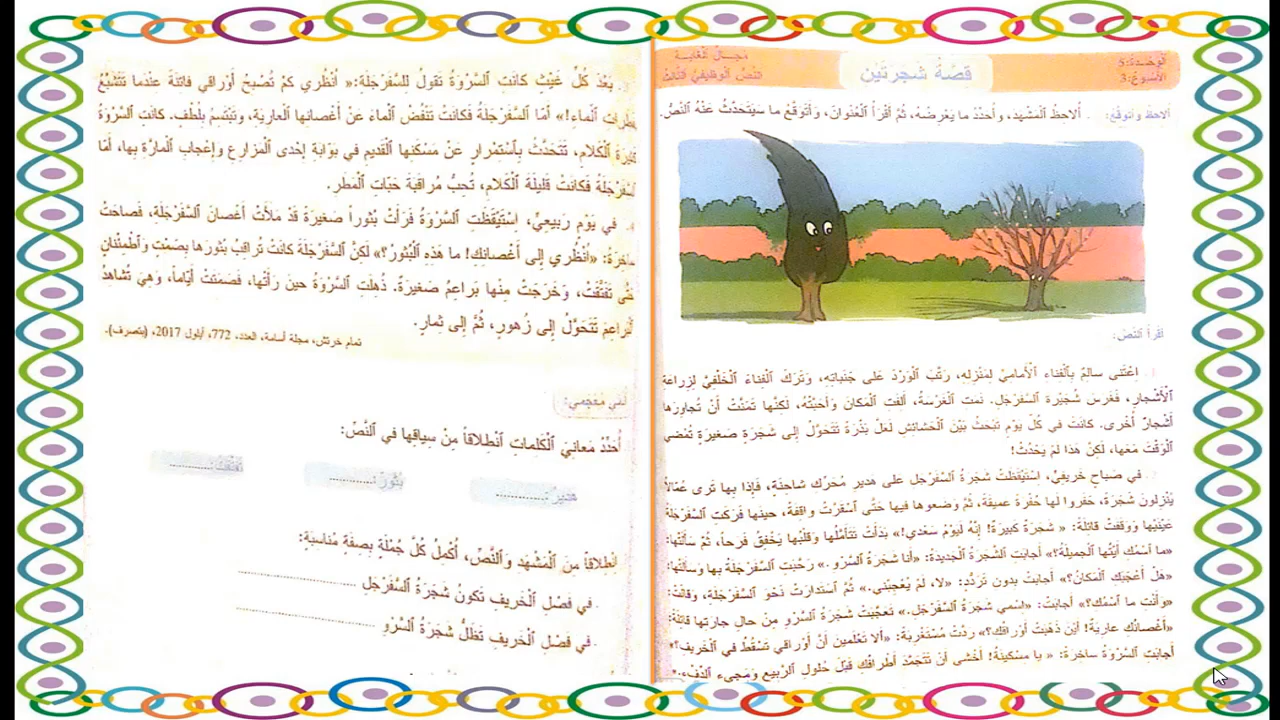 الوحدة: 5
الأسبوع: 3
قصة شجرتين
مجال الغابة
النص الوظيفي الثالث
ألاحظ وأتوقع: . ألاحظ المشهد، وأحدد ما يعرضه، ثم أقرأ العنوان، وأتوقع ما سيتحدث عنه النص.
أقرأ النص:
1. اعتنى سالم بالفناء الأمامي لمنزله، رتب الورد على جنباته، وترك الفناء الخلفي لزراعة
الأشجار، فغرس شجيرة السفرجل. نمت الغرسة، ألفت المكان وأحبته، لكنها تمنت أن تجاورها
أشجار أخرى. كانت في كل يوم تبحث بين الحشائش لعل بذرة تتحول إلى شجرة صغيرة تمضي
الوقت معها، لكن هذا لم يحدث!
2. في صباح خريفي، استيقظت شجرة السفرجل على هدير محرك شاحنة، فإذا بها ترى عمالا
ينزلون شجرة، حفروا لها حفرة عميقة، ثم وضعوها فيها حتى استقرت واقفة، حينها فركت السفرجلة
عينيها ووقفت قائلة: « شجرة كبيرة! إنه ليوم سعدي!» بدأت تتأملها وقلبها يخفق فرحا، ثم سألتها:
«ما اسمك أيتها الجميلة؟» أجابت الشجرة الجديدة: «أنا شجرة السرو.» رحبت السفرجلة بها وسألتها:
«هل أعجبك المكان؟» أجابت بدون تردد: «لا، لم يعجبني.» ثم استدارت نحو السفرجلة، وقالت:
«وأنت ما اسمك؟» أجابت: «اسمي شجرة السفرجل.» فتعجبت شجرة السرو من حال جارتها قائلة:
«أغصانك عارية! أين ذهبت أوراقك؟» ردت مستغربة: «ألا تعلمين أن أوراقي تسقط في الخريف؟»
أجابت السروة ساخرة: « يا مسكينة! أخشى أن تتجمد أطرافك قبل حلول الربيع ومجيء الدفء.»
3. بعد كل غيث كانت السروة تقول للسفرجلة:« انظري كم تصبح أوراقي فاتنة عندما تتشبع
قطرات الماء!» أما السفرجلة فكانت تنفض الماء عن أغصانها العارية، وتبتسم بلطف. كانت السروة
كثيرة الكلام، تتحدث باستمرار عن مسكنها القديم في بوابة إحدى المزارع وإعجاب المارة بها، أما
السفرجلة فكانت قليلة الكلام، تحب مراقبة حبات المطر.
4. في يوم ربيعي، استيقظت السروة فرأت بثورا صغيرة قد ملأت أغصان السفرجلة، فصاحت
ساخرة: «انظري إلى أغصانك! ما هذه البثور؟» لكن السفرجلة كانت تراقب بثورها بصمت واطمئنان
حتى تفتقت، وخرجت منها براعم صغيرة. ذهلت السروة حين رأتها، فصمتت أياما، وهي تشاهد
البراعم تتحول إلى زهور، ثم إلى ثمار.
تمام خرتش، مجلة أسامة، العدد، 772، أيلول 2017، (بتصرف).
أغني معجمي:
أحدد معاني الكلمات انطلاقا من سياقها في النص:
هدير:............
بثور:............
تفتقت:............
انطلاقا من المشهد والنص، أكمل كل جملة بصفة مناسبة:
. في فصل الخريف تكون شجرة السفرجل ......................
. في فصل الخريف تظل شجرة السرو ......................